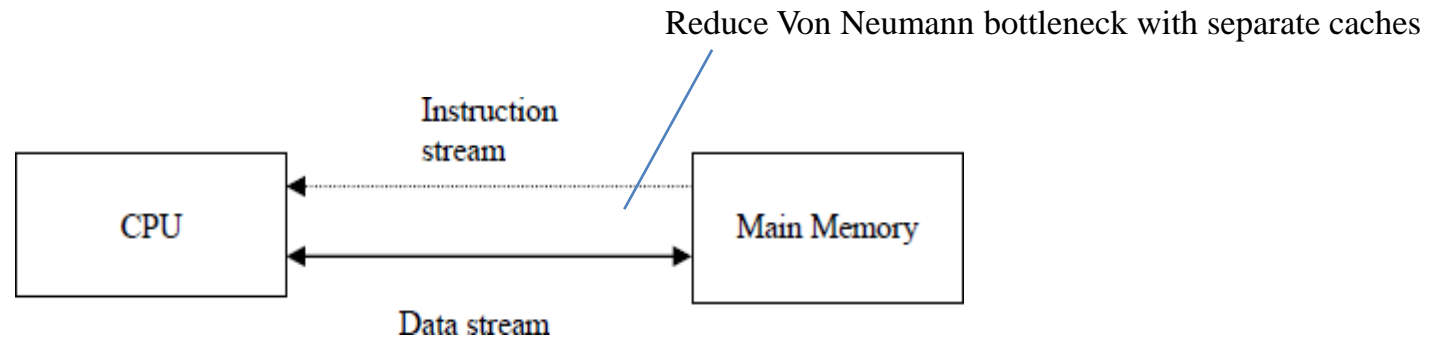 Reduce Von Neumann bottleneck with separate caches
Instruction
stream
CPU
Main Memory
Data stream